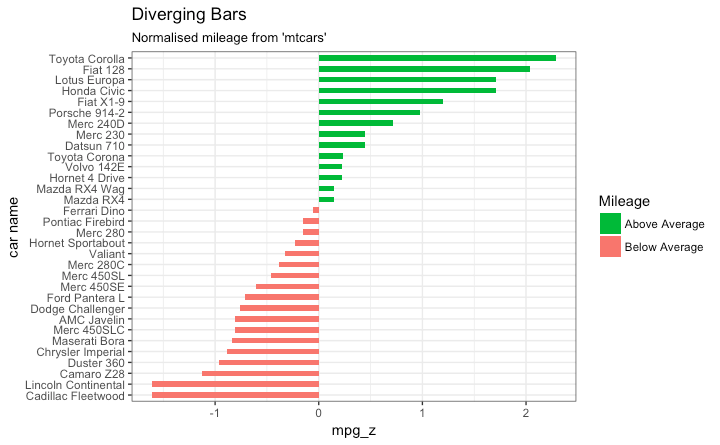 Diverging Bars
Normalised mileage from 'mtcars'
Toyota Corolla
Fiat 128
Lotus Europa
Honda Civic
Fiat X1-9
Porsche 914-2
Merc 240D
Merc 230
Datsun 710
Toyota Corona
Volvo 142E
Hornet 4 Drive
Mazda RX4 Wag
Mazda RX4
Ferrari Dino
Pontiac Firebird
Merc 280
Hornet Sportabout
Valiant
Merc 280C
Merc 450SL
Merc 450SE
Ford Pantera L
Dodge Challenger
AMC Javelin
Merc 450SLC
Maserati Bora
Chrysler Imperial
Duster 360
Camaro Z28
Lincoln Continental
Cadillac Fleetwood
car name
-1 0 1 2
mpg_z
Mileage
Above Average
Below Average